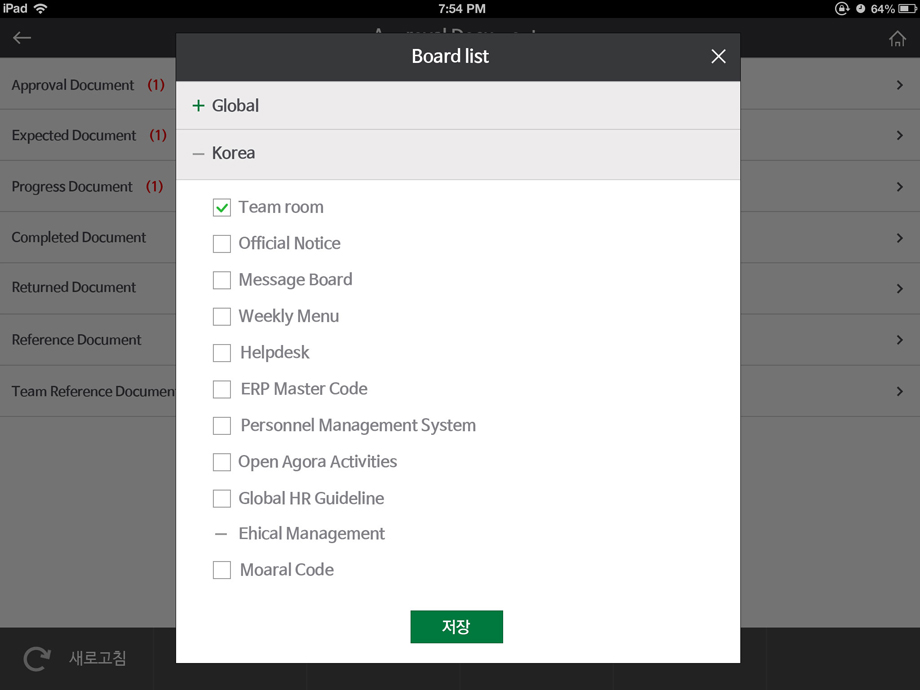 iPad 7:54 PM 64%
Board list
Approval Document (1)
Expected Document (1)
Progress Document (1)
Completed Document
Returned Document
Reference Document
Team Reference Documen
+ Global
– Korea
Team room
Official Notice
Message Board
Weekly Menu
Helpdesk
ERP Master Code
Personnel Management System
Open Agora Activities
Global HR Guideline
– Ehical Management
Moaral Code
저장
새로고침